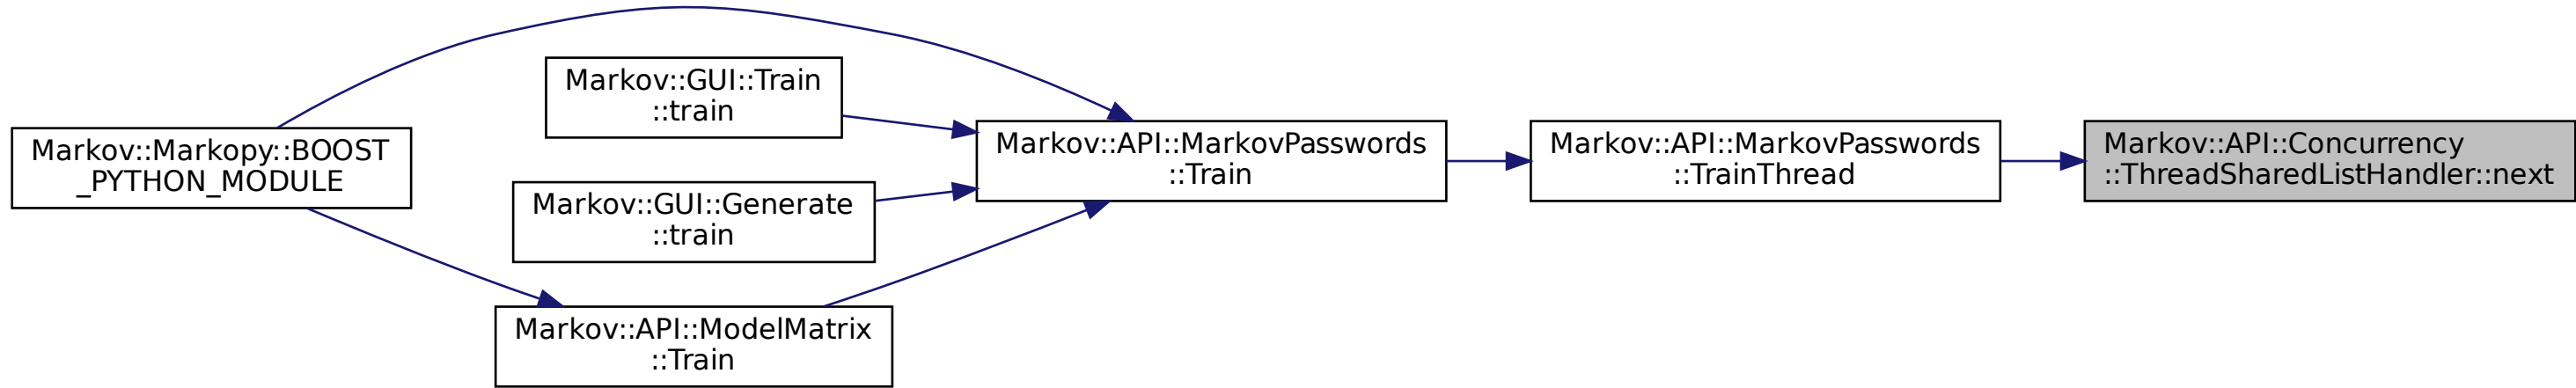 Markov::Markopy::BOOST
_PYTHON_MODULE
Markov::GUI::Train
::train
Markov::GUI::Generate
::train
Markov::API::ModelMatrix
::Train
Markov::API::MarkovPasswords
::Train
Markov::API::MarkovPasswords
::TrainThread
Markov::API::Concurrency
::ThreadSharedListHandler::next